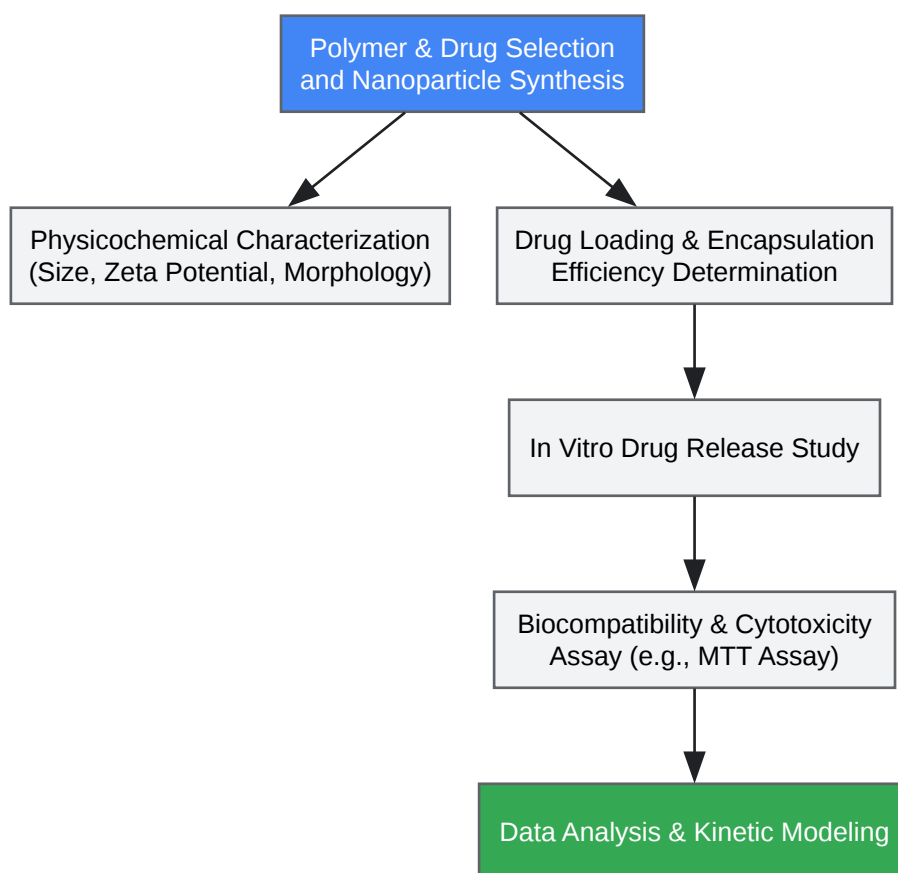 Polymer & Drug Selection
and Nanoparticle Synthesis
Physicochemical Characterization
(Size, Zeta Potential, Morphology)
Drug Loading & Encapsulation
Efficiency Determination
In Vitro Drug Release Study
Biocompatibility & Cytotoxicity
Assay (e.g., MTT Assay)
Data Analysis & Kinetic Modeling